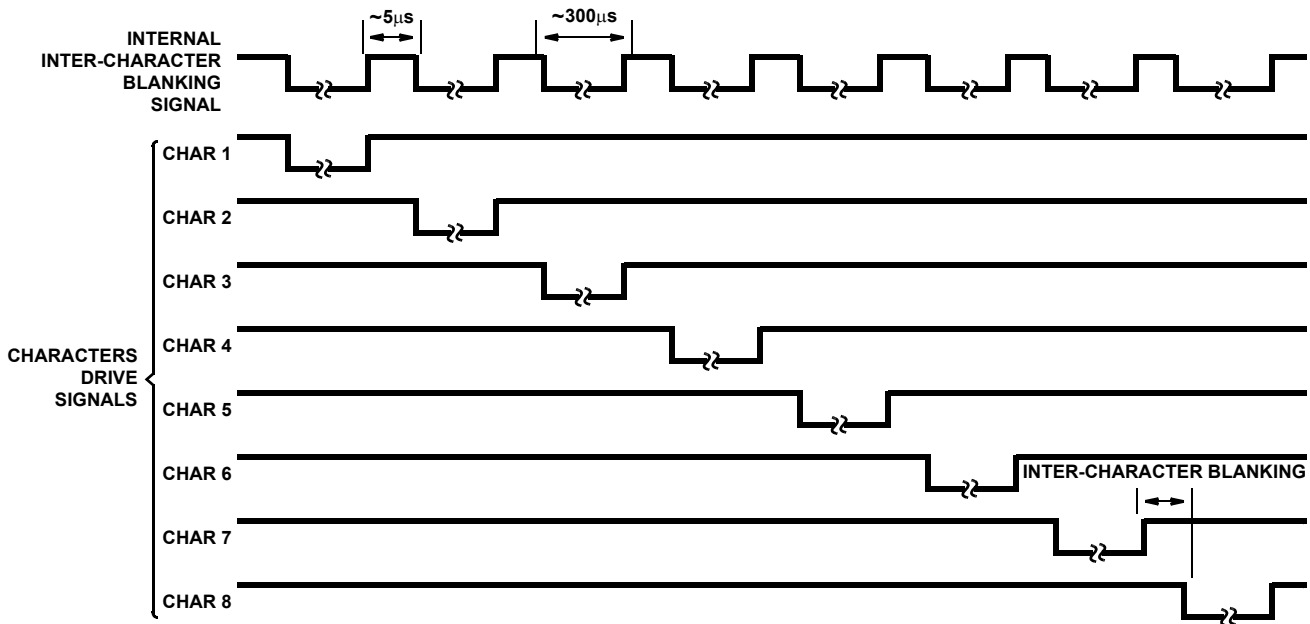 ~5µs
~300µs
INTERNAL
INTER-CHARACTER
BLANKING
SIGNAL
CHAR 1
CHAR 2
CHAR 3
CHAR 4
CHARACTERS
DRIVE
SIGNALS
CHAR 5
CHAR 6
INTER-CHARACTER BLANKING
CHAR 7
CHAR 8